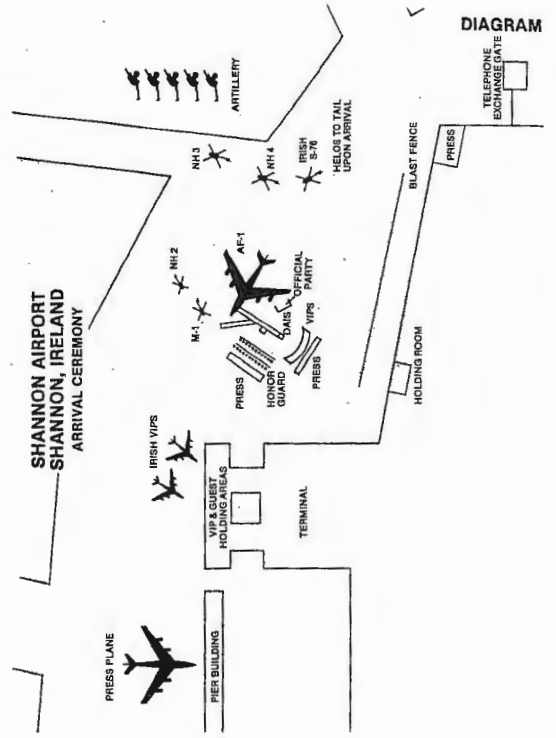 DIAGRAM
SHANNON AIRPORT
SHANNON, IRELAND
ARRIVAL CEREMONY
ARTILLERY
NH 3
NH 4
IRISH
S-76
'HELOS TO TAIL
UPON ARRIVAL
TELEPHONE
EXCHANGE GATE
PRESS
BLAST FENCE
NH 2
M-1
AF-1
OFFICIAL
PARTY
DAIS
VIPS
PRESS
HONOR
GUARD
PRESS
HOLDING ROOM
IRISH VIPS
VIP & GUEST
HOLDING AREAS
TERMINAL
PRESS PLANE
PIER BUILDING